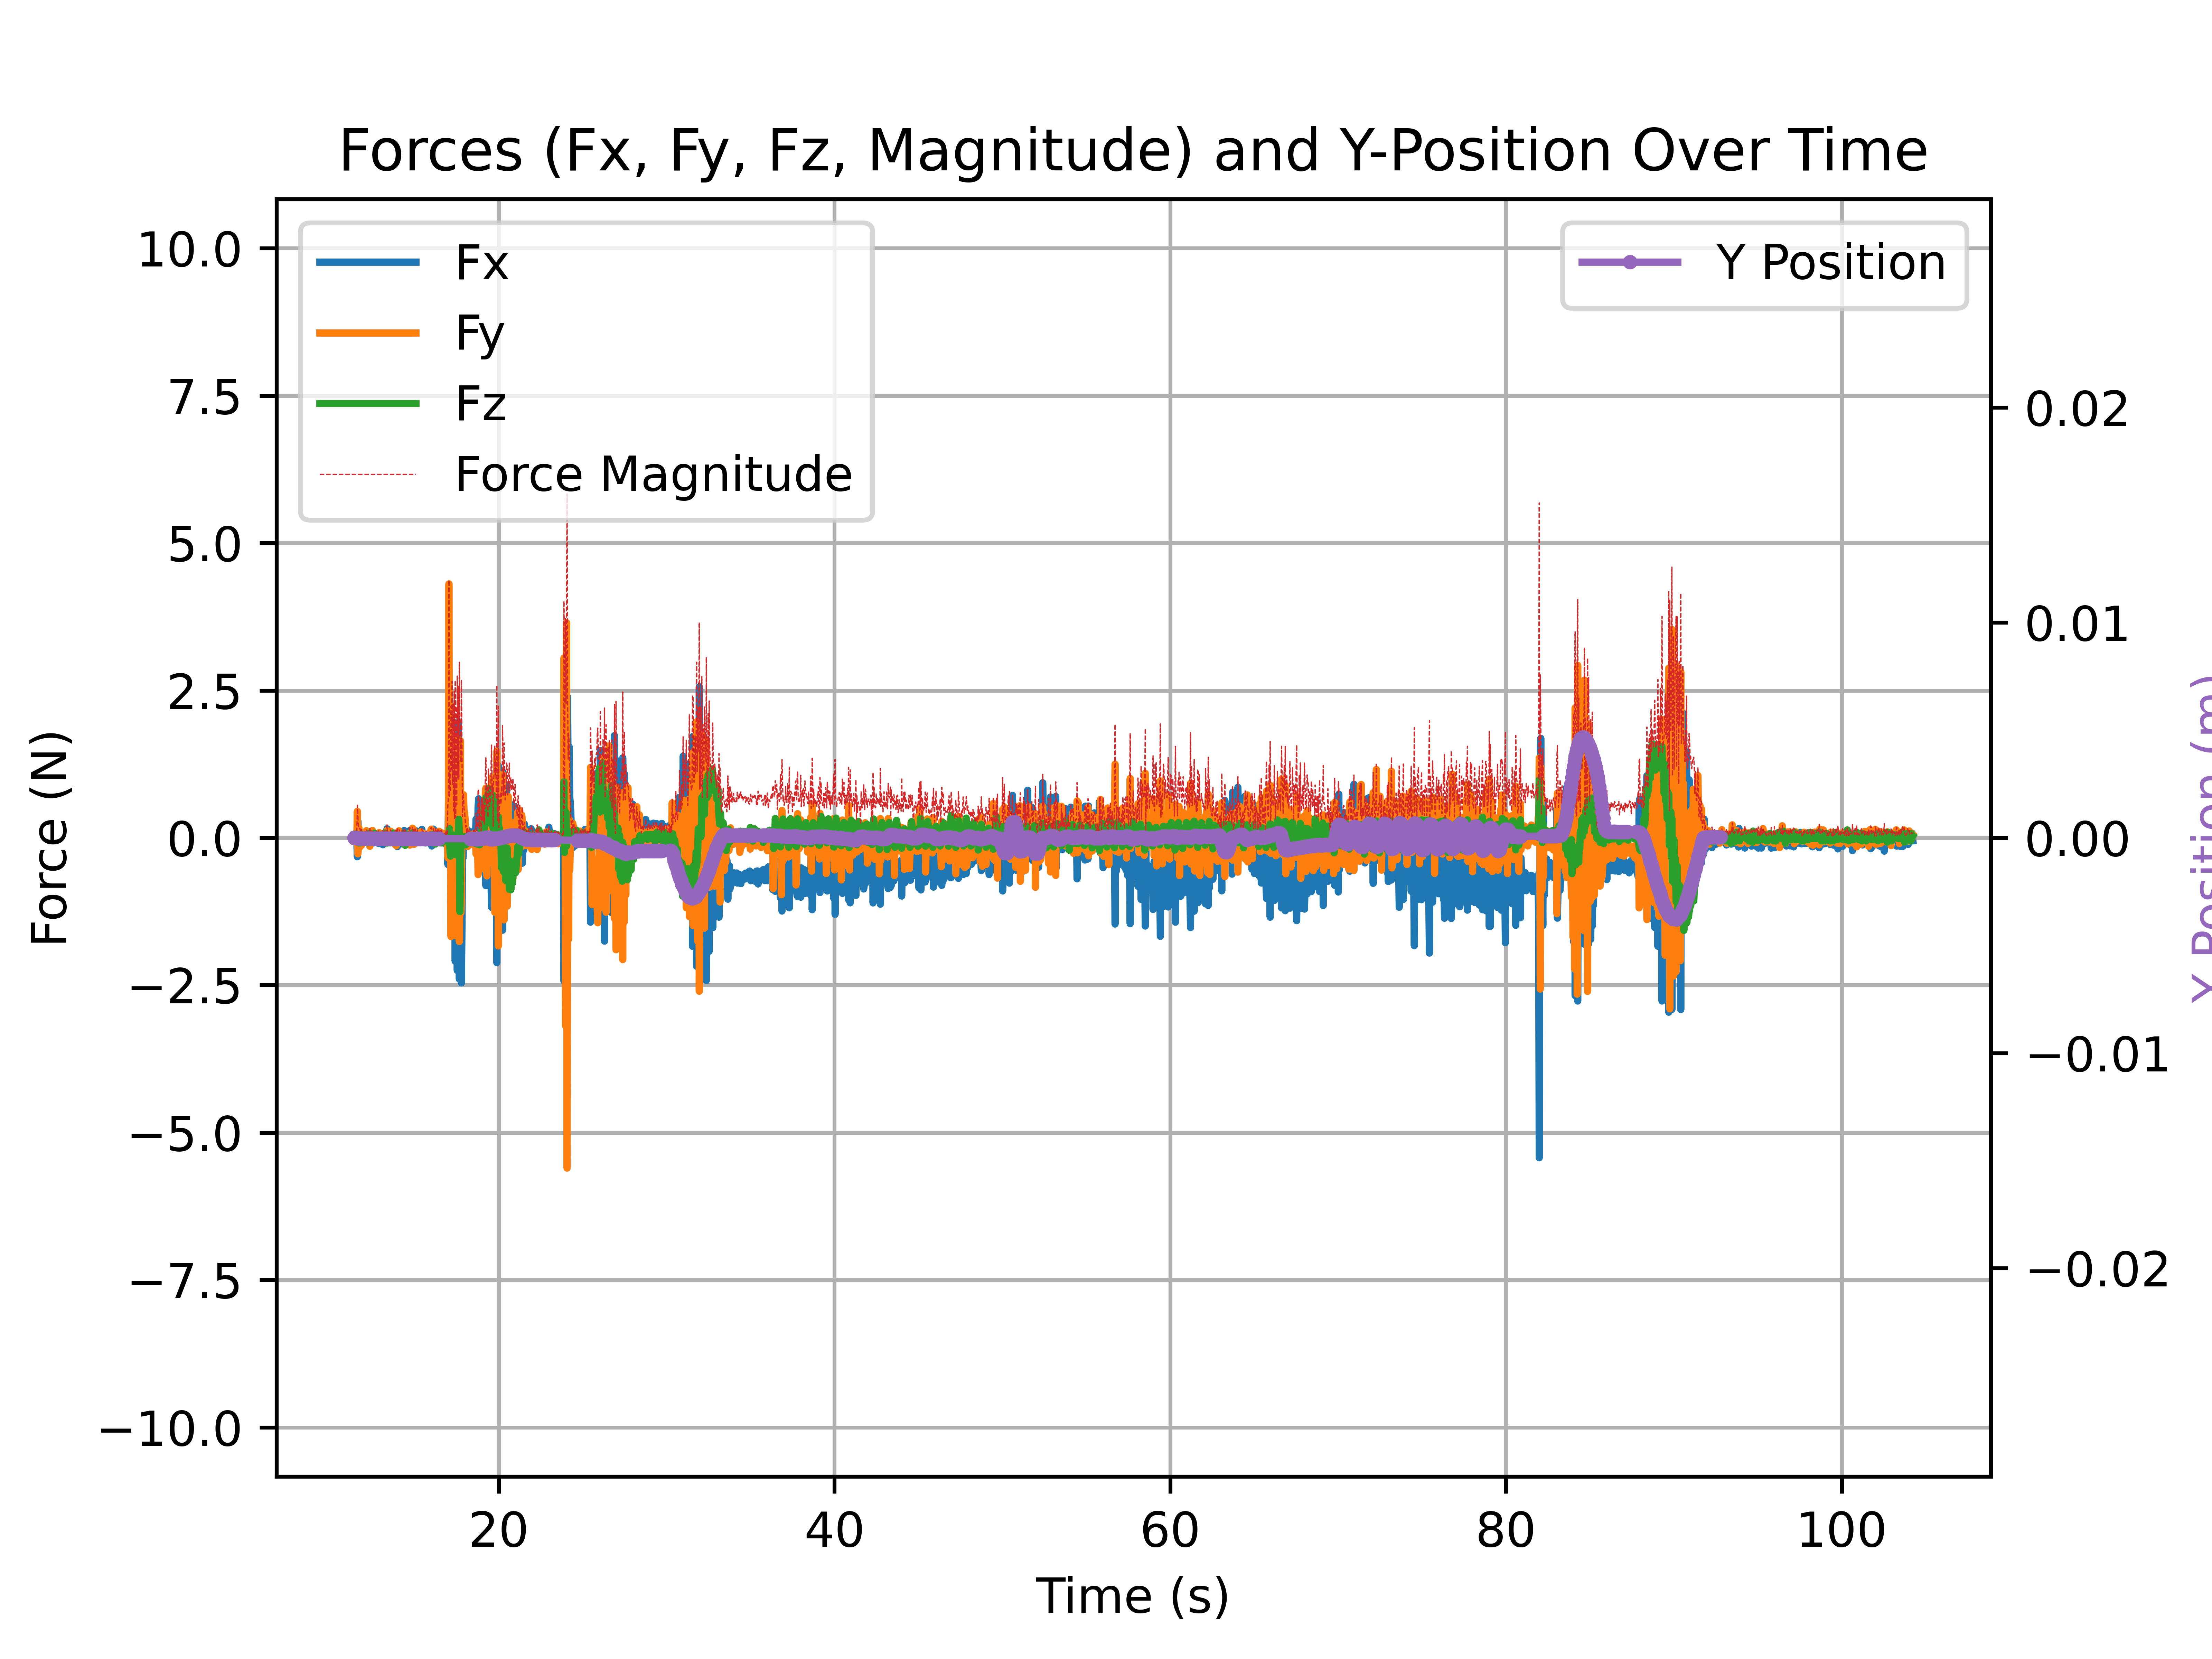 Forces (Fx, Fy, Fz, Magnitude) and Y-Position Over Time
Fx
Fy
Fz
Force Magnitude
Y Position
10.0
7.5
5.0
2.5
0.0
−2.5
−5.0
−7.5
−10.0
Force (N)
0.02
0.01
0.00
−0.01
−0.02
Y Position (m)
20
40
60
80
100
Time (s)